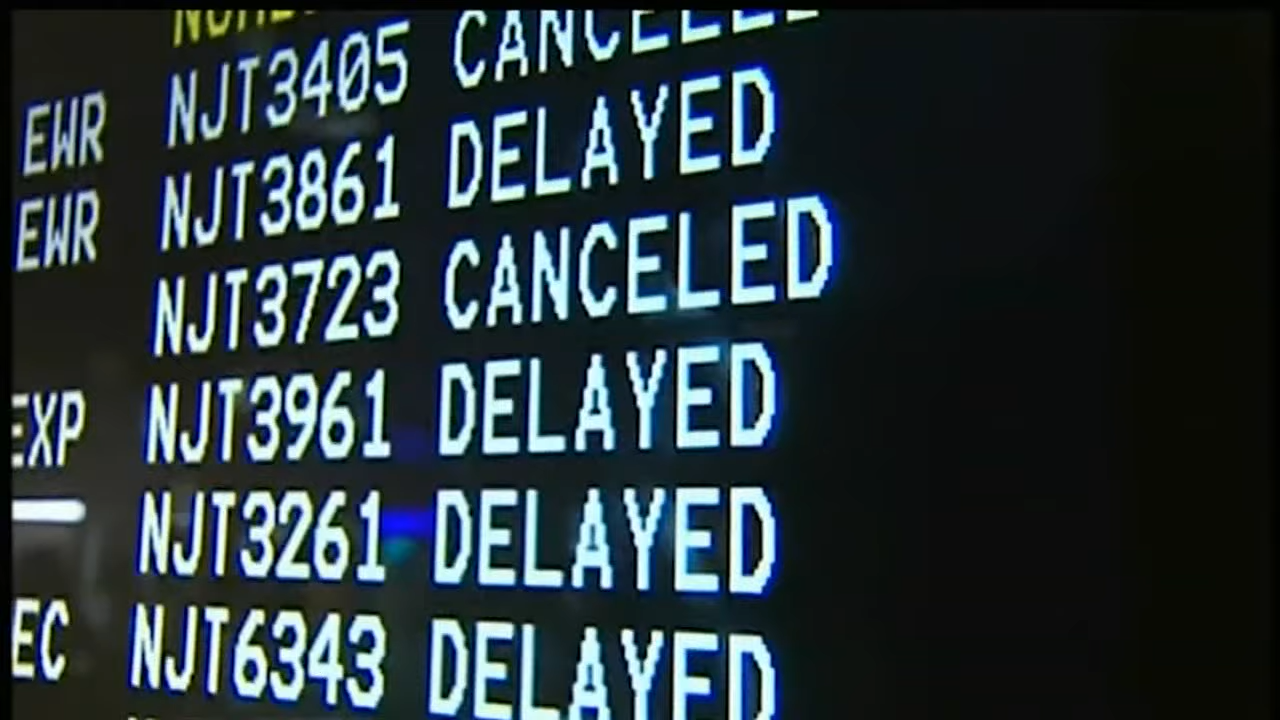 EWR NJT3405 CANCELED
EWR NJT3861 DELAYED
NJT3723 CANCELED
EXP NJT3961 DELAYED
NJT3261 DELAYED
EC NJT6343 DELAYED